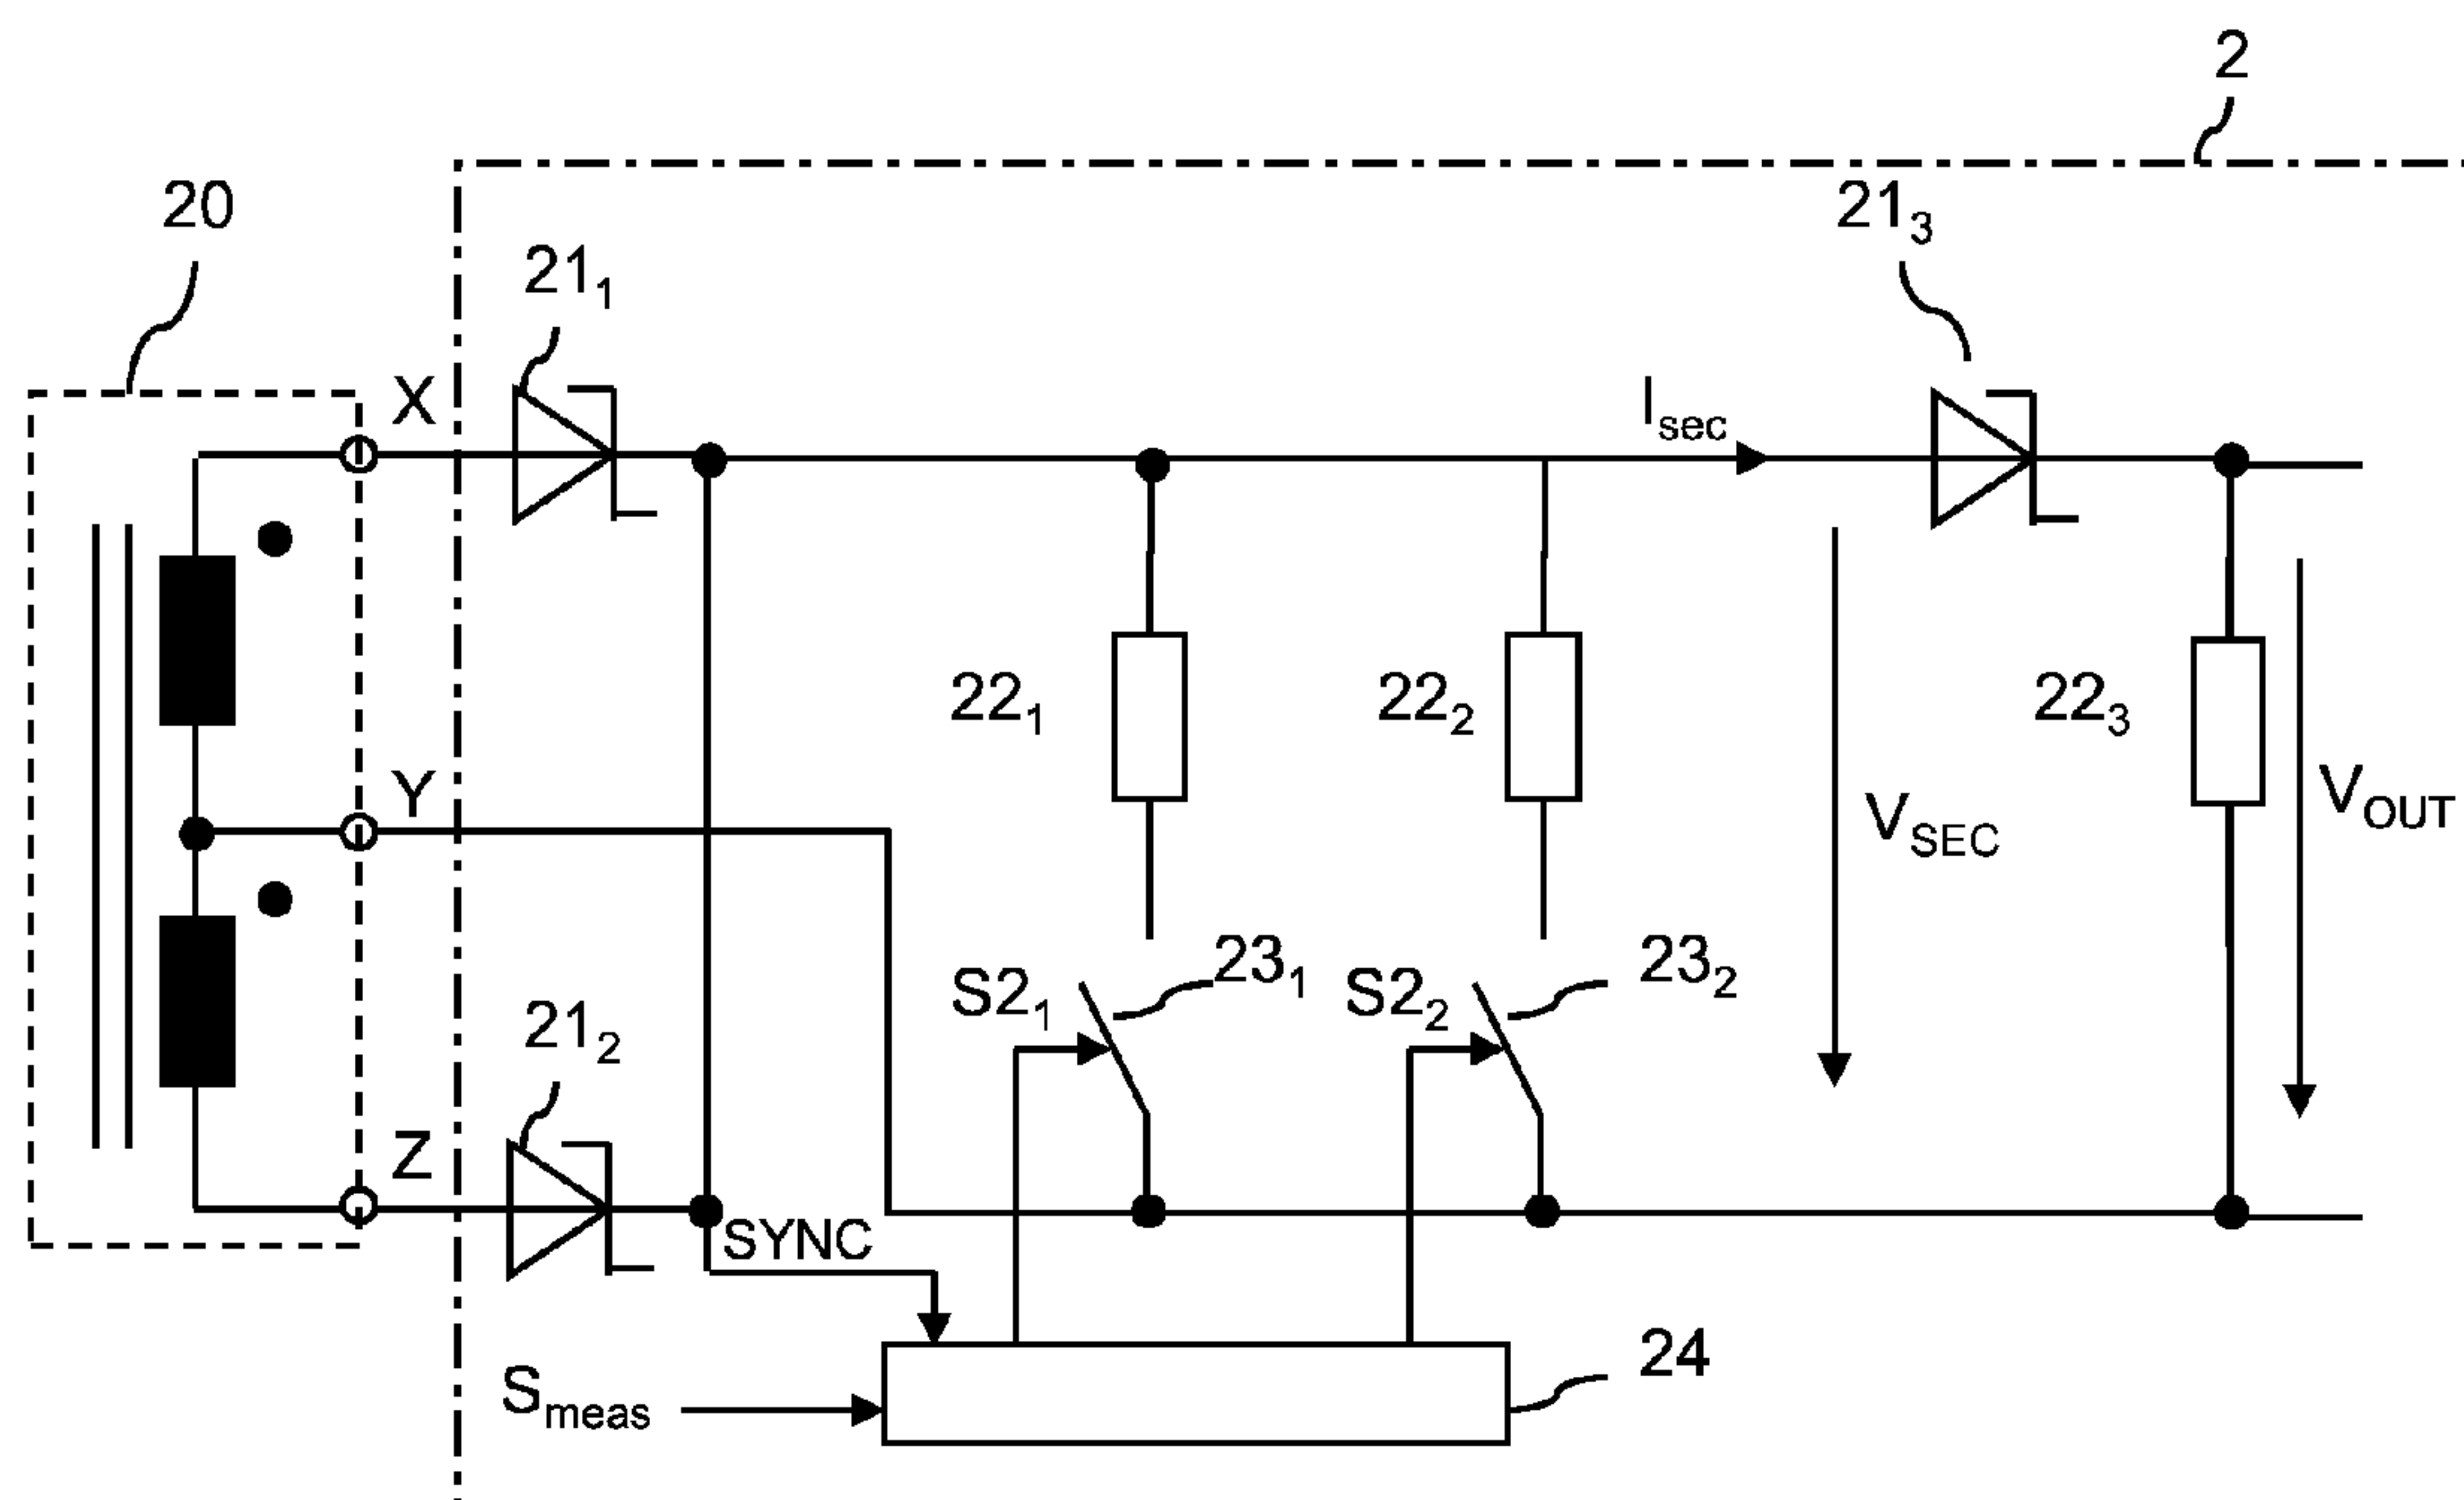 2
20
21₃
21₁
X
I_sec
22₁
22₂
22₃
Y
V_SEC
V_OUT
S2₁
23₁
S2₂
23₂
21₂
Z
SYNC
24
S_meas